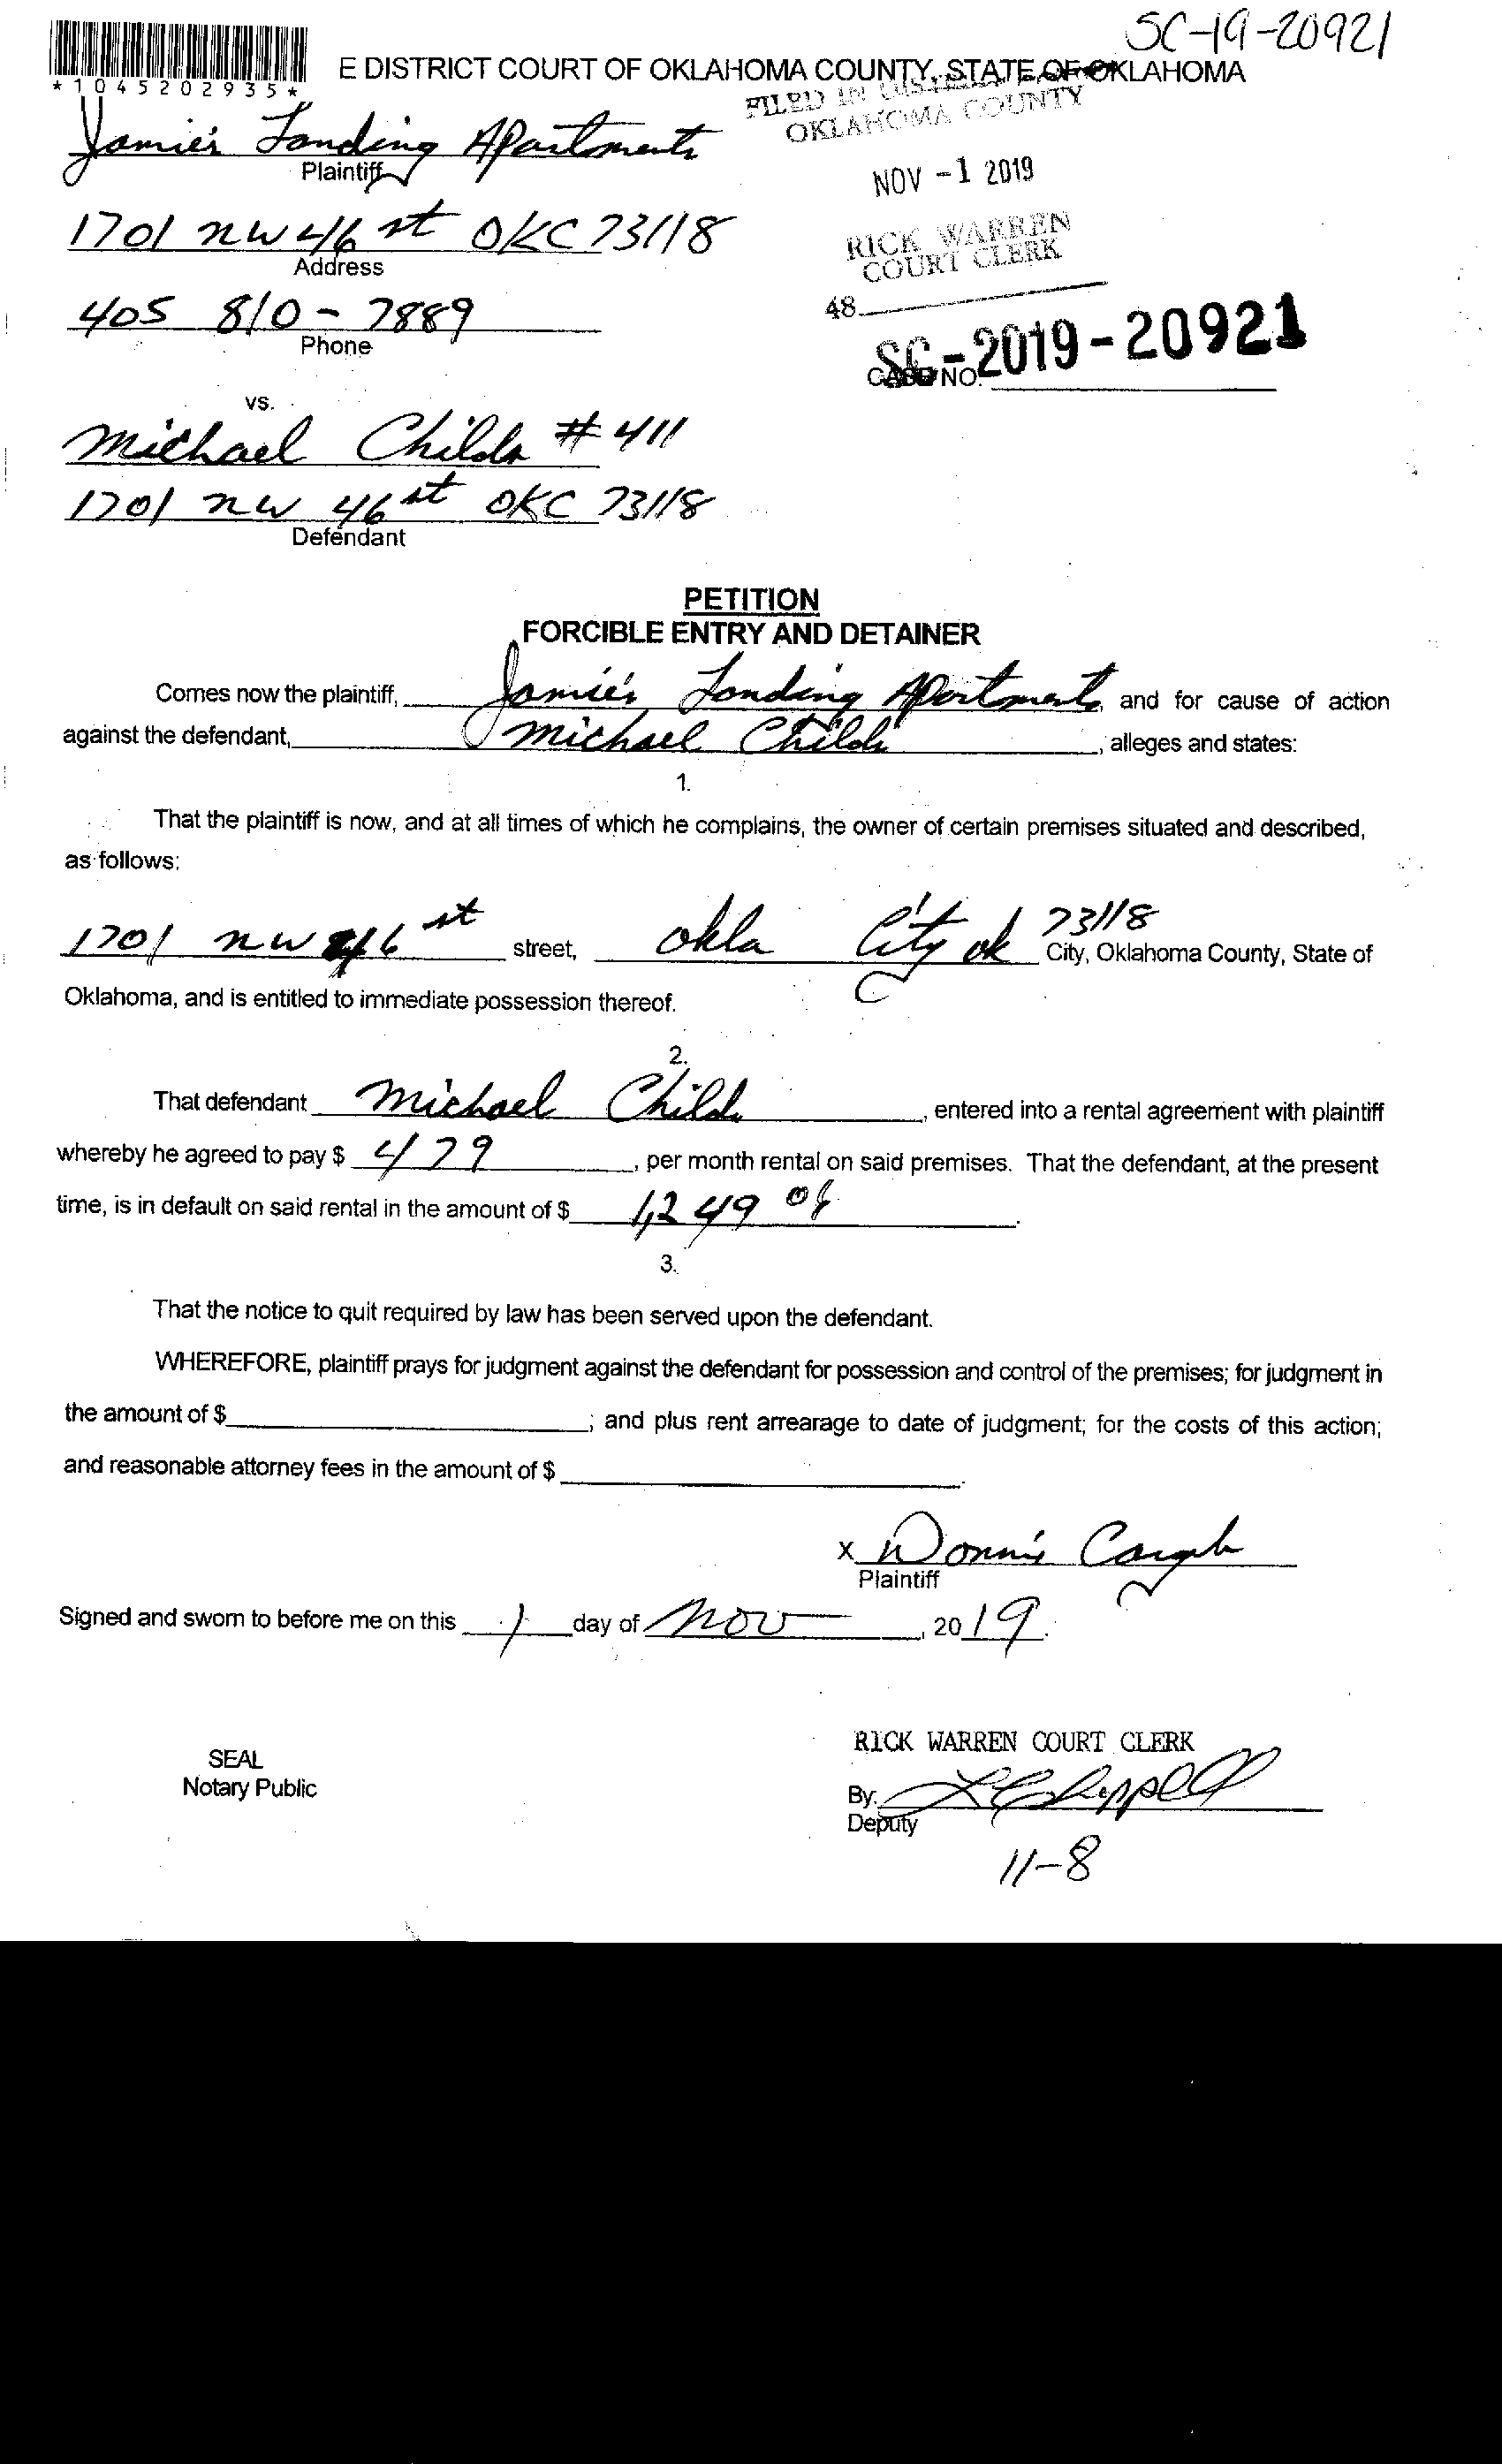 SC-19-20921
*1045202935*
E DISTRICT COURT OF OKLAHOMA COUNTY, STATE OF OKLAHOMA
FILED IN DISTRICT
OKLAHOMA COUNTY
Jamie's Landing Apartments
Plaintiff
NOV -1 2019
1701 NW 46 st OKC 73118
Address
RICK WARREN
COURT CLERK
405 810-7889
Phone
48
SC-2019-20921
CASE NO.
vs.
Michael Childs #411
1701 NW 46 st OKC 73118
Defendant
PETITION
FORCIBLE ENTRY AND DETAINER
Comes now the plaintiff, Jamie's Landing Apartments, and for cause of action
against the defendant, Michael Childs, alleges and states:
1.
That the plaintiff is now, and at all times of which he complains, the owner of certain premises situated and described,
as follows:
1701 NW 46 st street, Okla City ok 73118 City, Oklahoma County, State of
Oklahoma, and is entitled to immediate possession thereof.
2.
That defendant Michael Childs, entered into a rental agreement with plaintiff
whereby he agreed to pay $ 479, per month rental on said premises. That the defendant, at the present
time, is in default on said rental in the amount of $ 1,249.
3.
That the notice to quit required by law has been served upon the defendant.
WHEREFORE, plaintiff prays for judgment against the defendant for possession and control of the premises; for judgment in
the amount of $ ; and plus rent arrearage to date of judgment; for the costs of this action;
and reasonable attorney fees in the amount of $ .
X Donnis
Plaintiff
Signed and sworn to before me on this 1 day of Nov, 2019.
RICK WARREN COURT CLERK
SEAL
Notary Public
By:
Deputy
11-8